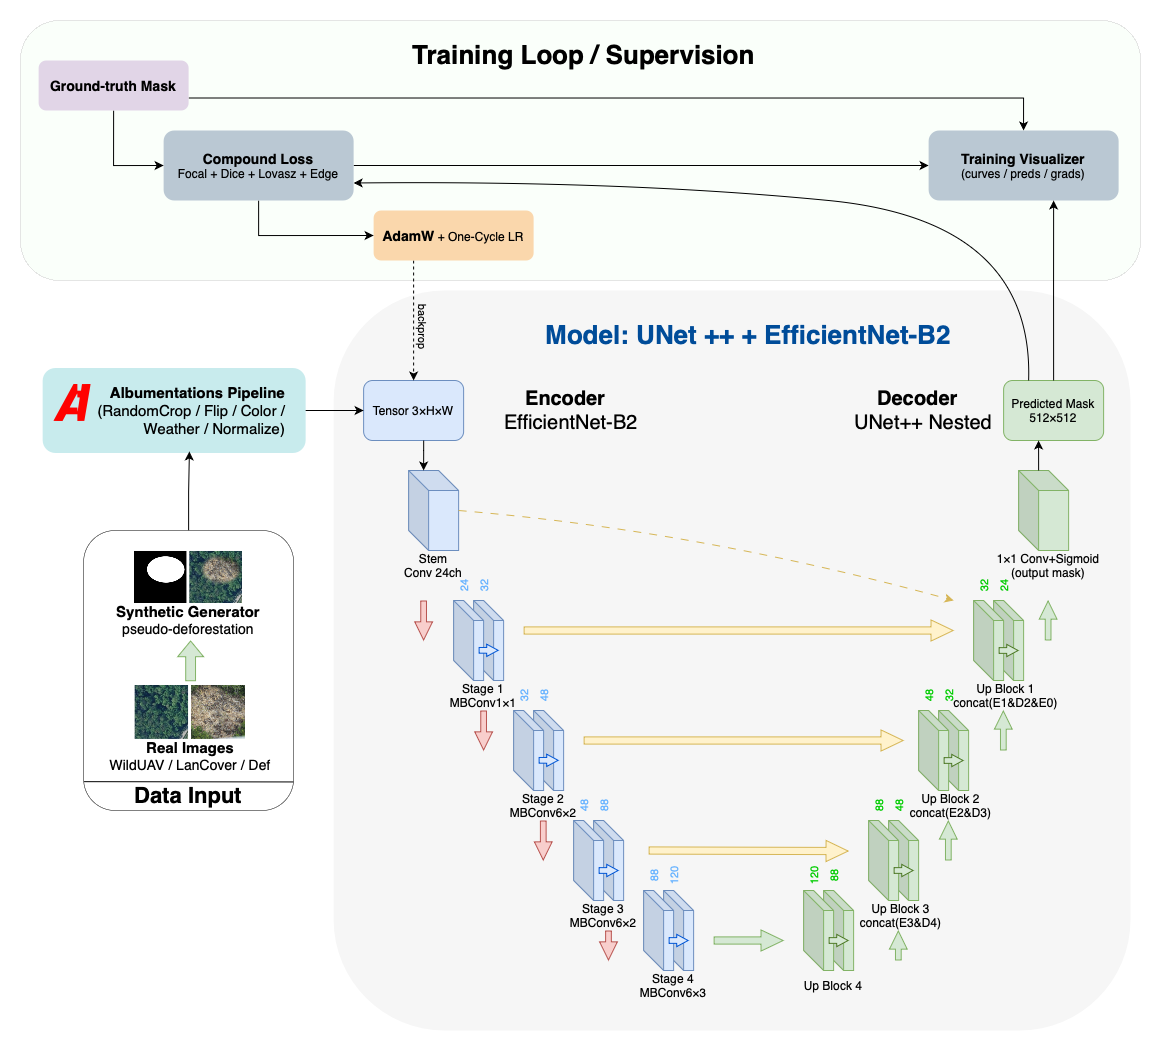 Training Loop / Supervision
Ground-truth Mask
Compound Loss
Focal + Dice + Lovasz + Edge
Training Visualizer
(curves / preds / grads)
AdamW + One-Cycle LR
backprop
Model: UNet ++ + EfficientNet-B2
Albumentations Pipeline
(RandomCrop / Flip / Color /
Weather / Normalize)
Tensor 3×H×W
Encoder
EfficientNet-B2
Decoder
UNet++ Nested
Predicted Mask
512×512
Stem
Conv 24ch
1×1 Conv+Sigmoid
(output mask)
24 32
32 24
Synthetic Generator
pseudo-deforestation
Stage 1
MBConv1×1
Up Block 1
concat(E1&D2&E0)
32 48
48 32
Real Images
WildUAV / LanCover / Def
Data Input
Stage 2
MBConv6×2
Up Block 2
concat(E2&D3)
48 88
88 48
Stage 3
MBConv6×2
Up Block 3
concat(E3&D4)
88 120
120 88
Stage 4
MBConv6×3
Up Block 4